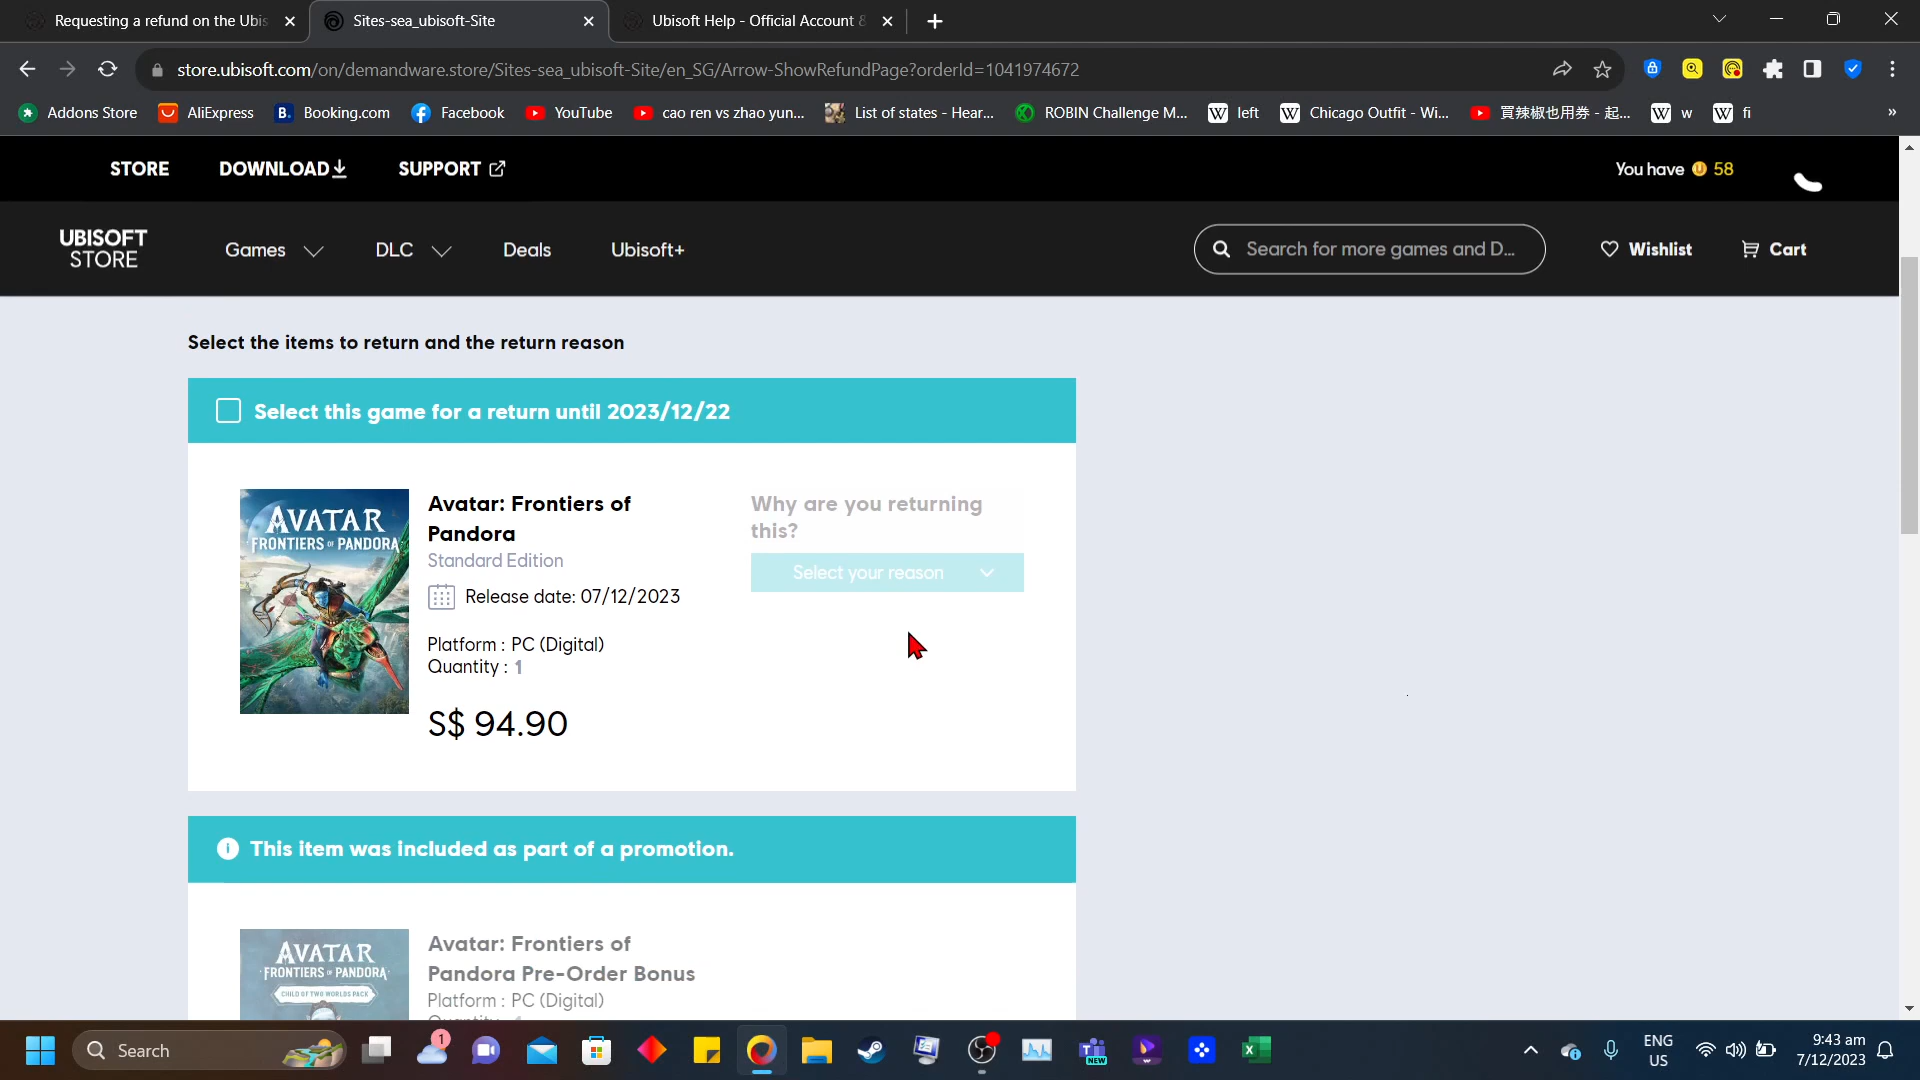 Requesting a refund on the Ubis
Sites-sea_ubisoft-Site
Ubisoft Help - Official Account &
store.ubisoft.com/on/demandware.store/Sites-sea_ubisoft-Site/en_SG/Arrow-ShowRefundPage?orderId=1041974672
Addons Store
AliExpress
B. Booking.com
Facebook
YouTube
cao ren vs zhao yun...
List of states - Hear...
ROBIN Challenge M...
W left
W Chicago Outfit - Wi...
買辣椒也用券 - 起...
W w
W fi
»
STORE
DOWNLOAD
SUPPORT
You have 58
UBISOFT
STORE
Games
DLC
Deals
Ubisoft+
Search for more games and D...
Wishlist
Cart
Select the items to return and the return reason
Select this game for a return until 2023/12/22
AVATAR
FRONTIERS OF PANDORA
Avatar: Frontiers of
Pandora
Standard Edition
Release date: 07/12/2023
Platform : PC (Digital)
Quantity : 1
S$ 94.90
Why are you returning
this?
Select your reason
This item was included as part of a promotion.
AVATAR
FRONTIERS OF PANDORA
CHILD OF TWO WORLDS PACK
Avatar: Frontiers of
Pandora Pre-Order Bonus
Platform : PC (Digital)
Search
1
NEW
ENG
US
9:43 am
7/12/2023